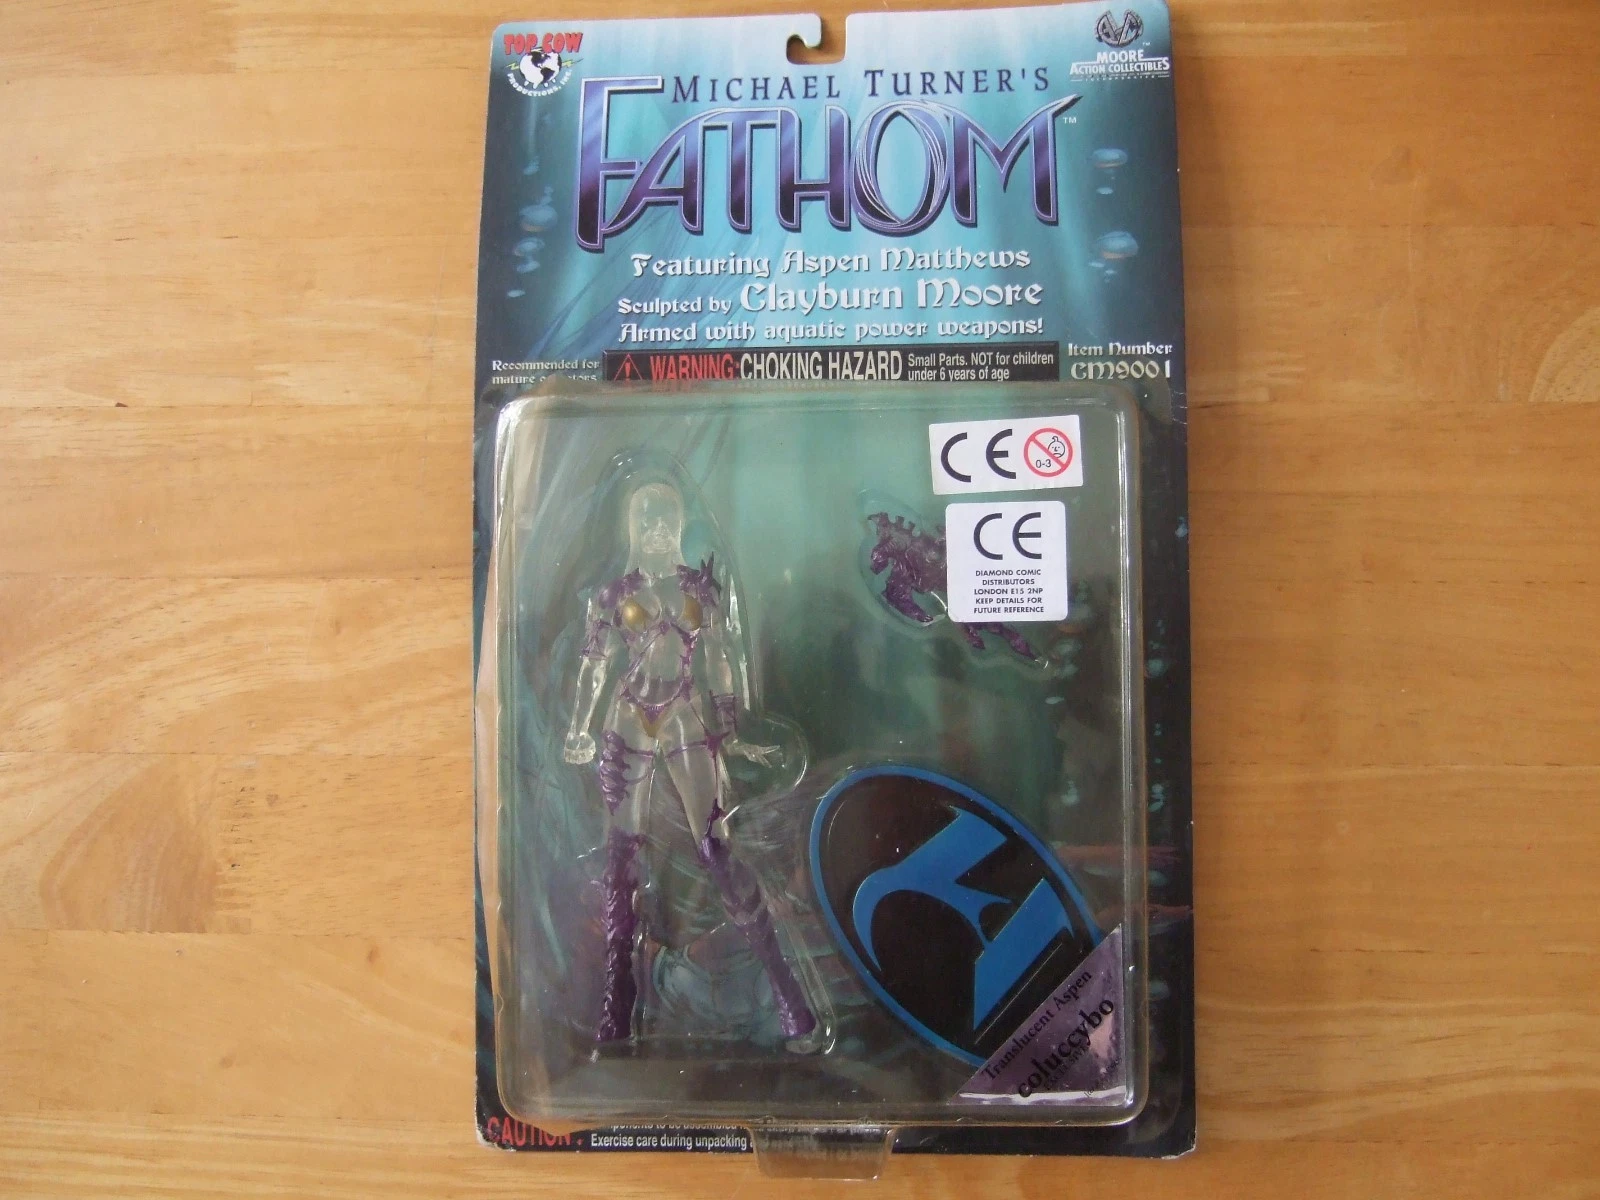 TOP COW
PRODUCTIONS, INC.
MOORE
ACTION COLLECTIBLES
MICHAEL TURNER'S
FATHOM™
Featuring Aspen Matthews
Sculpted by Clayburn Moore
Armed with aquatic power weapons!
Recommended for
mature
WARNING: CHOKING HAZARD
Small Parts. NOT for children
under 6 years of age
Item Number
CM9001
CE
0-3
CE
DIAMOND COMIC
DISTRIBUTORS
LONDON E15 2NP
KEEP DETAILS FOR
FUTURE REFERENCE
Translucent Aspen
coluccybo
CAUTION:
Exercise care during unpacking